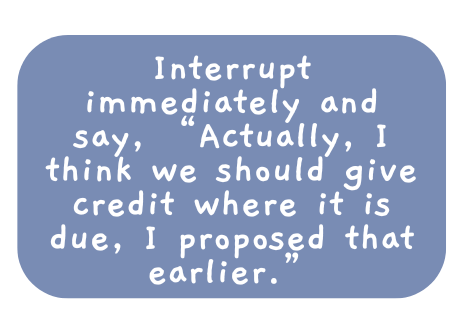 Interrupt
immediately and
say, “Actually, I
think we should give
credit where it is
due, I proposed that
earlier.”